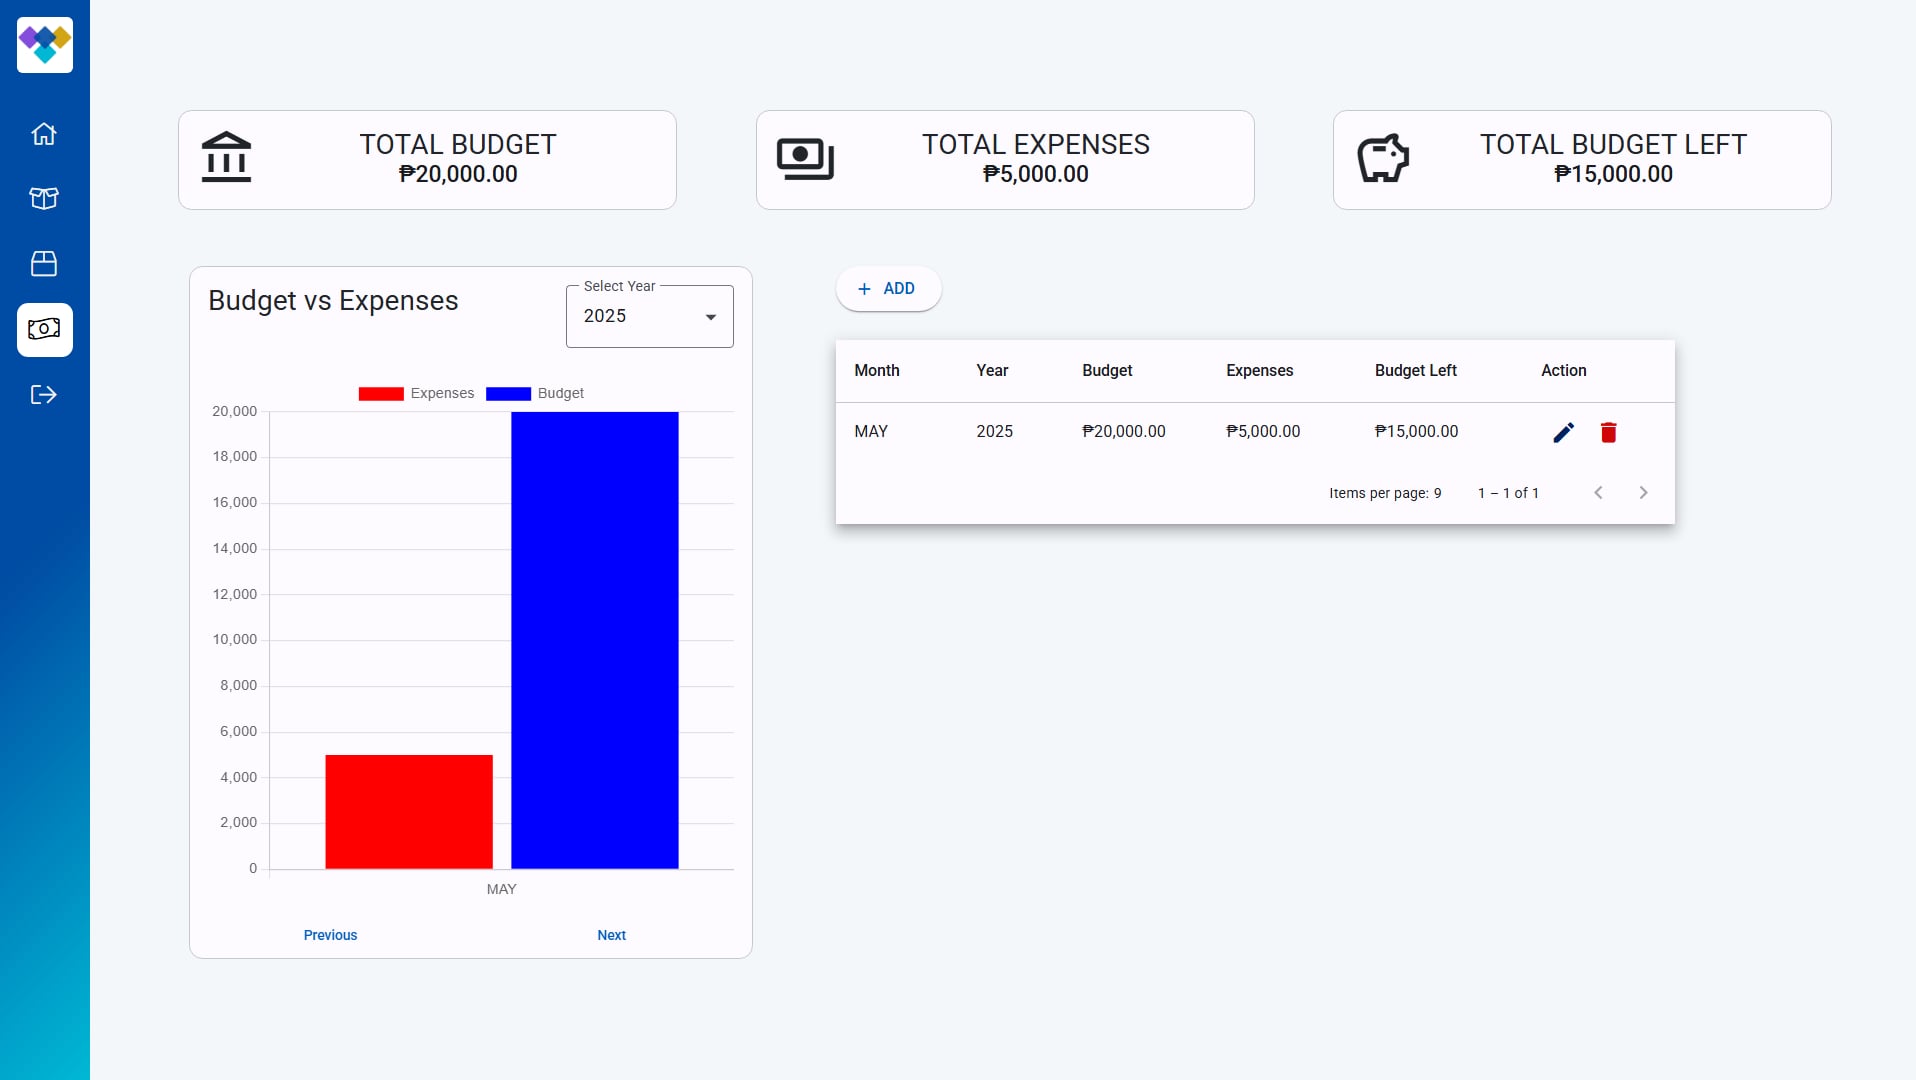 TOTAL BUDGET
₱20,000.00
TOTAL EXPENSES
₱5,000.00
TOTAL BUDGET LEFT
₱15,000.00
Budget vs Expenses
Select Year
2025
Expenses Budget
20,000
18,000
16,000
14,000
12,000
10,000
8,000
6,000
4,000
2,000
0
MAY
Previous Next
+ ADD
Month Year Budget Expenses Budget Left Action
MAY 2025 ₱20,000.00 ₱5,000.00 ₱15,000.00
Items per page: 9 1 – 1 of 1